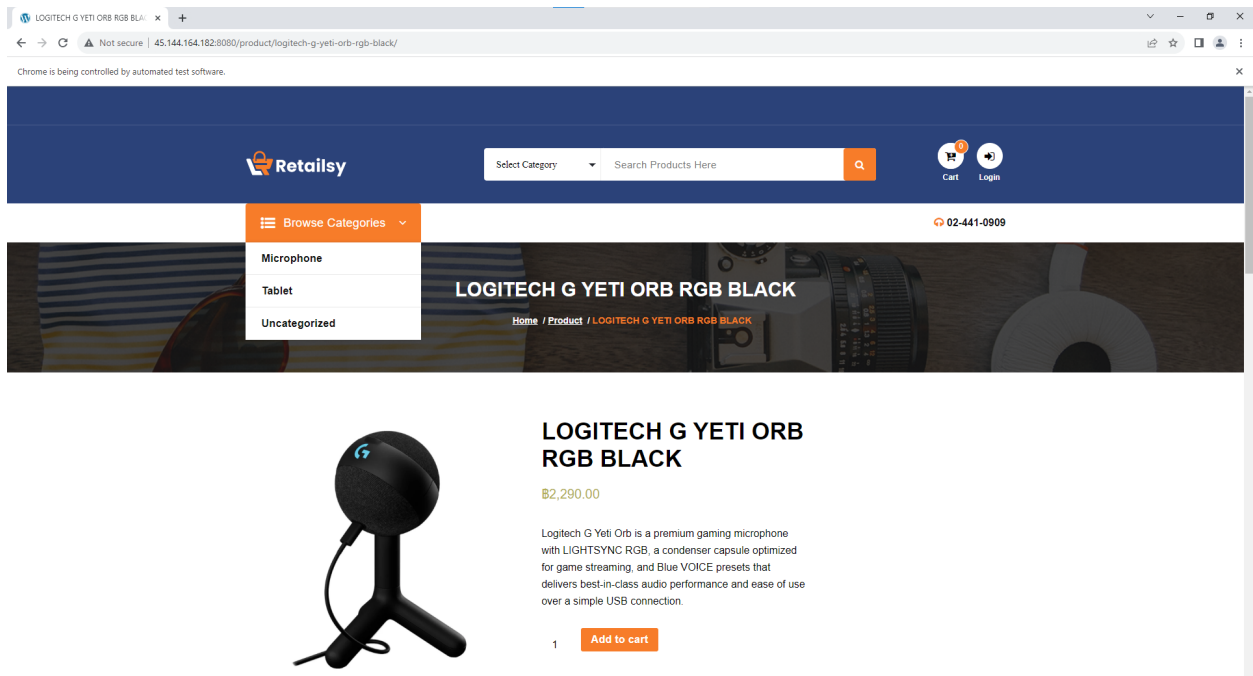 LOGITECH G YETI ORB RGB BLA
Not secure | 45.144.164.182:8080/product/logitech-g-yeti-orb-rgb-black/
Chrome is being controlled by automated test software.
Retailsy
Select Category
Search Products Here
0
Cart
Login
Browse Categories
02-441-0909
Microphone
Tablet
Uncategorized
LOGITECH G YETI ORB RGB BLACK
Home / Product / LOGITECH G YETI ORB RGB BLACK
LOGITECH G YETI ORB
RGB BLACK
฿2,290.00
Logitech G Yeti Orb is a premium gaming microphone
with LIGHTSYNC RGB, a condenser capsule optimized
for game streaming, and Blue VO!CE presets that
delivers best-in-class audio performance and ease of use
over a simple USB connection.
1
Add to cart